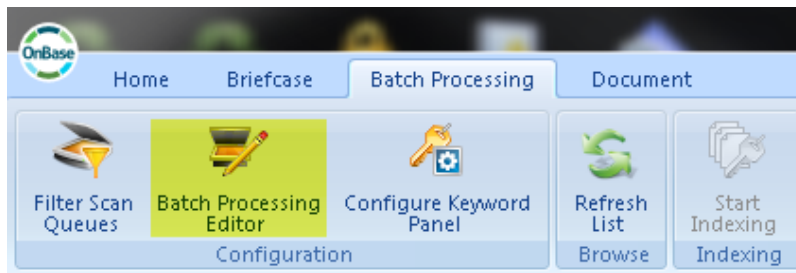 OnBase
Home Briefcase Batch Processing Document
Filter Scan Batch Processing Configure Keyword Refresh Start
Queues Editor Panel List Indexing
Configuration Browse Indexing